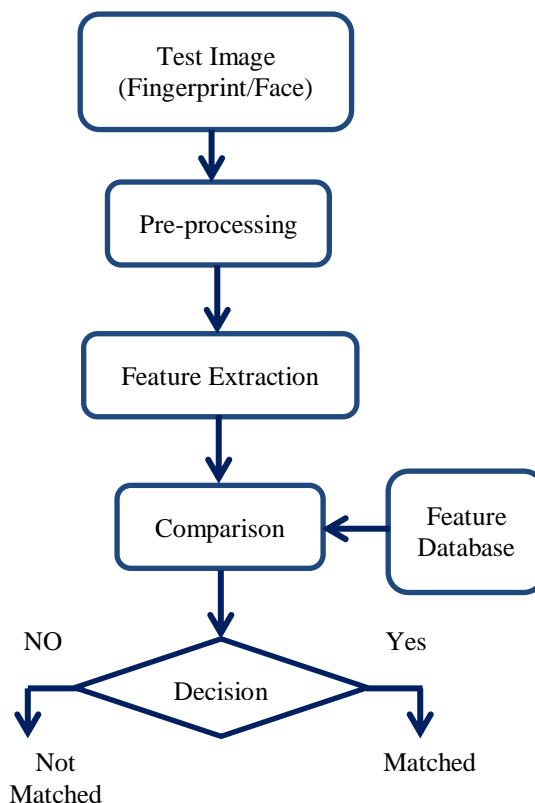 Test Image
(Fingerprint/Face)
Pre-processing
Feature Extraction
Comparison
Feature
Database
NO
Yes
Decision
Not
Matched
Matched